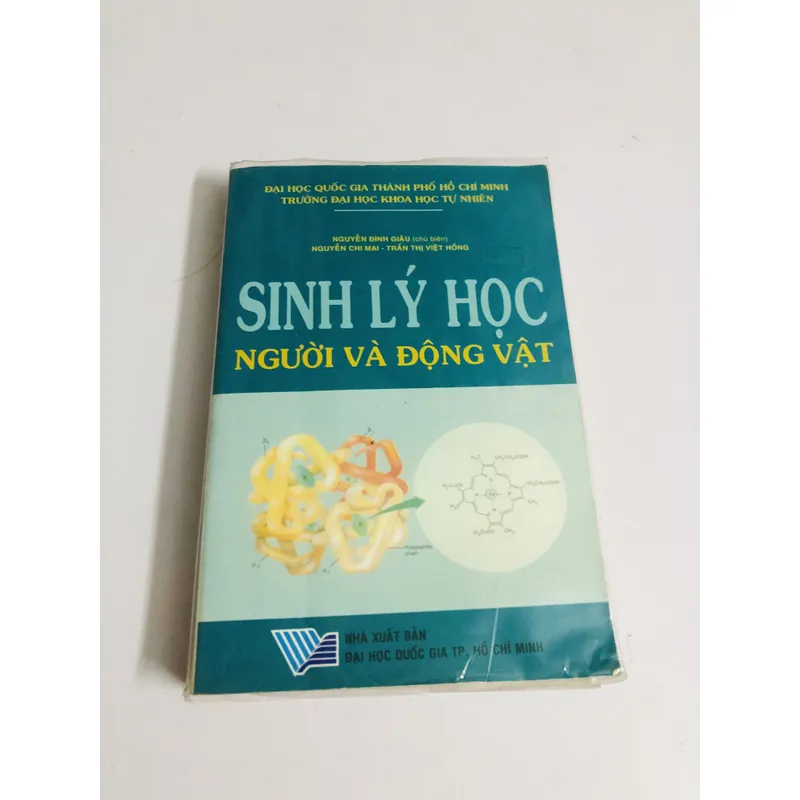 ĐẠI HỌC QUỐC GIA THÀNH PHỐ HỒ CHÍ MINH
TRƯỜNG ĐẠI HỌC KHOA HỌC TỰ NHIÊN
NGUYỄN ĐÌNH GIẬU (chủ biên)
NGUYỄN CHI MAI - TRẦN THỊ VIỆT HỒNG
SINH LÝ HỌC
NGƯỜI VÀ ĐỘNG VẬT
Polypeptide
chain
NHÀ XUẤT BẢN
ĐẠI HỌC QUỐC GIA TP. HỒ CHÍ MINH